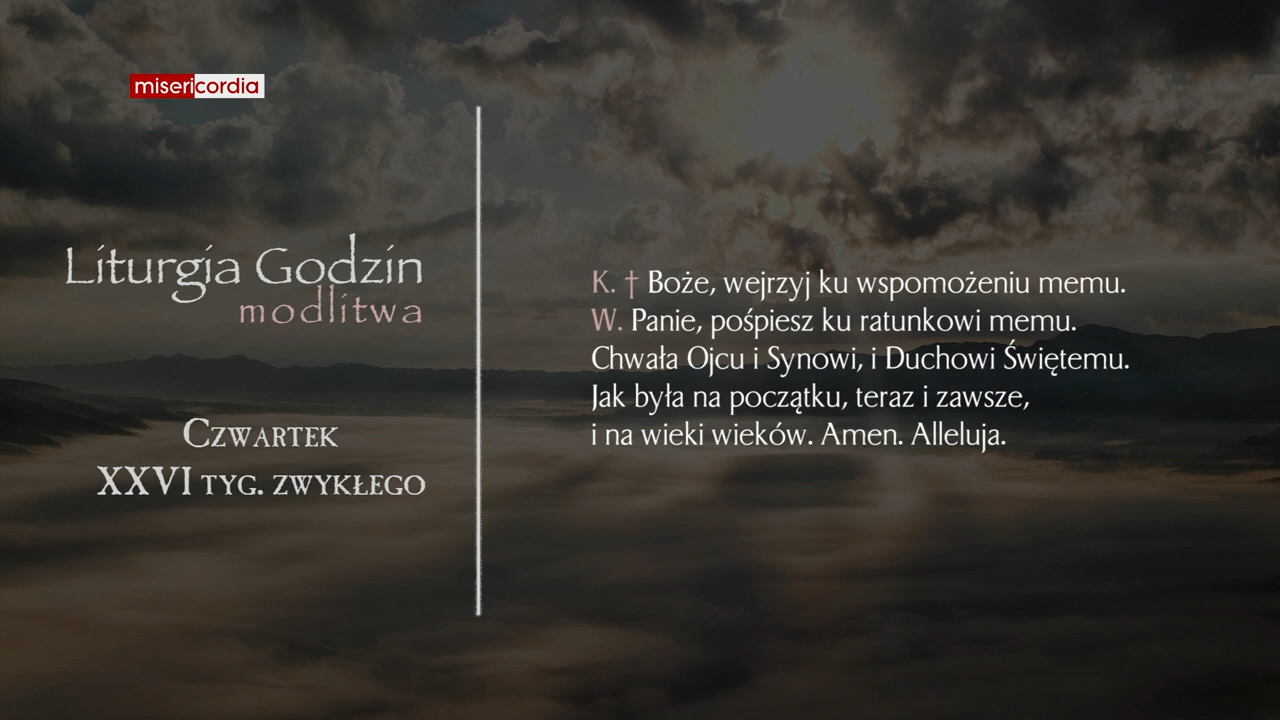 misericordia
Liturgia Godzin
modlitwa
Czwartek
XXVI tyg. zwykłego
K. † Boże, wejrzyj ku wspomożeniu memu.
W. Panie, pośpiesz ku ratunkowi memu.
Chwała Ojcu i Synowi, i Duchowi Świętemu.
Jak była na początku, teraz i zawsze,
i na wieki wieków. Amen. Alleluja.